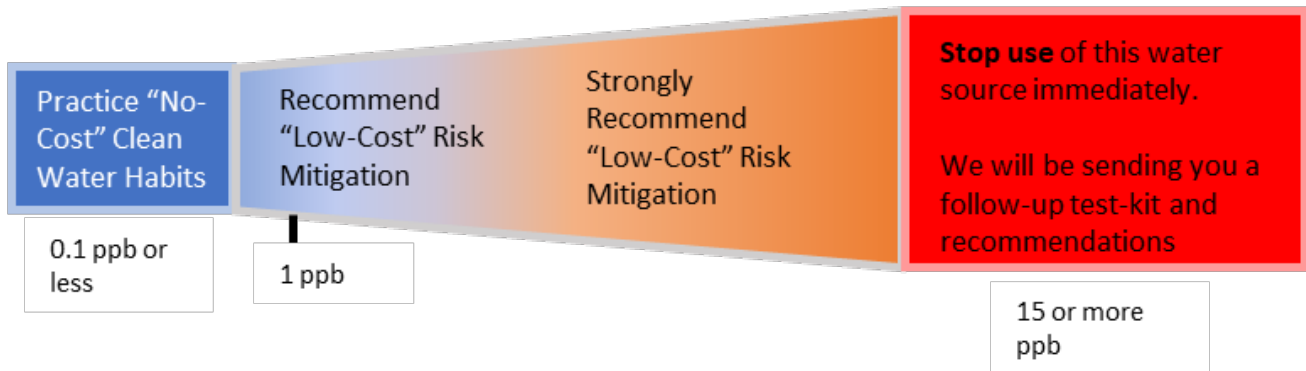 Practice “No-
Cost” Clean
Water Habits
0.1 ppb or
less
Recommend
“Low-Cost” Risk
Mitigation
1 ppb
Strongly
Recommend
“Low-Cost” Risk
Mitigation
Stop use of this water
source immediately.
We will be sending you a
follow-up test-kit and
recommendations
15 or more
ppb